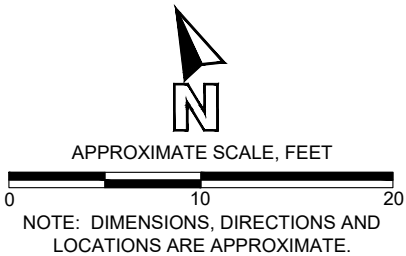 N
APPROXIMATE SCALE, FEET
0 10 20
NOTE: DIMENSIONS, DIRECTIONS AND
LOCATIONS ARE APPROXIMATE.